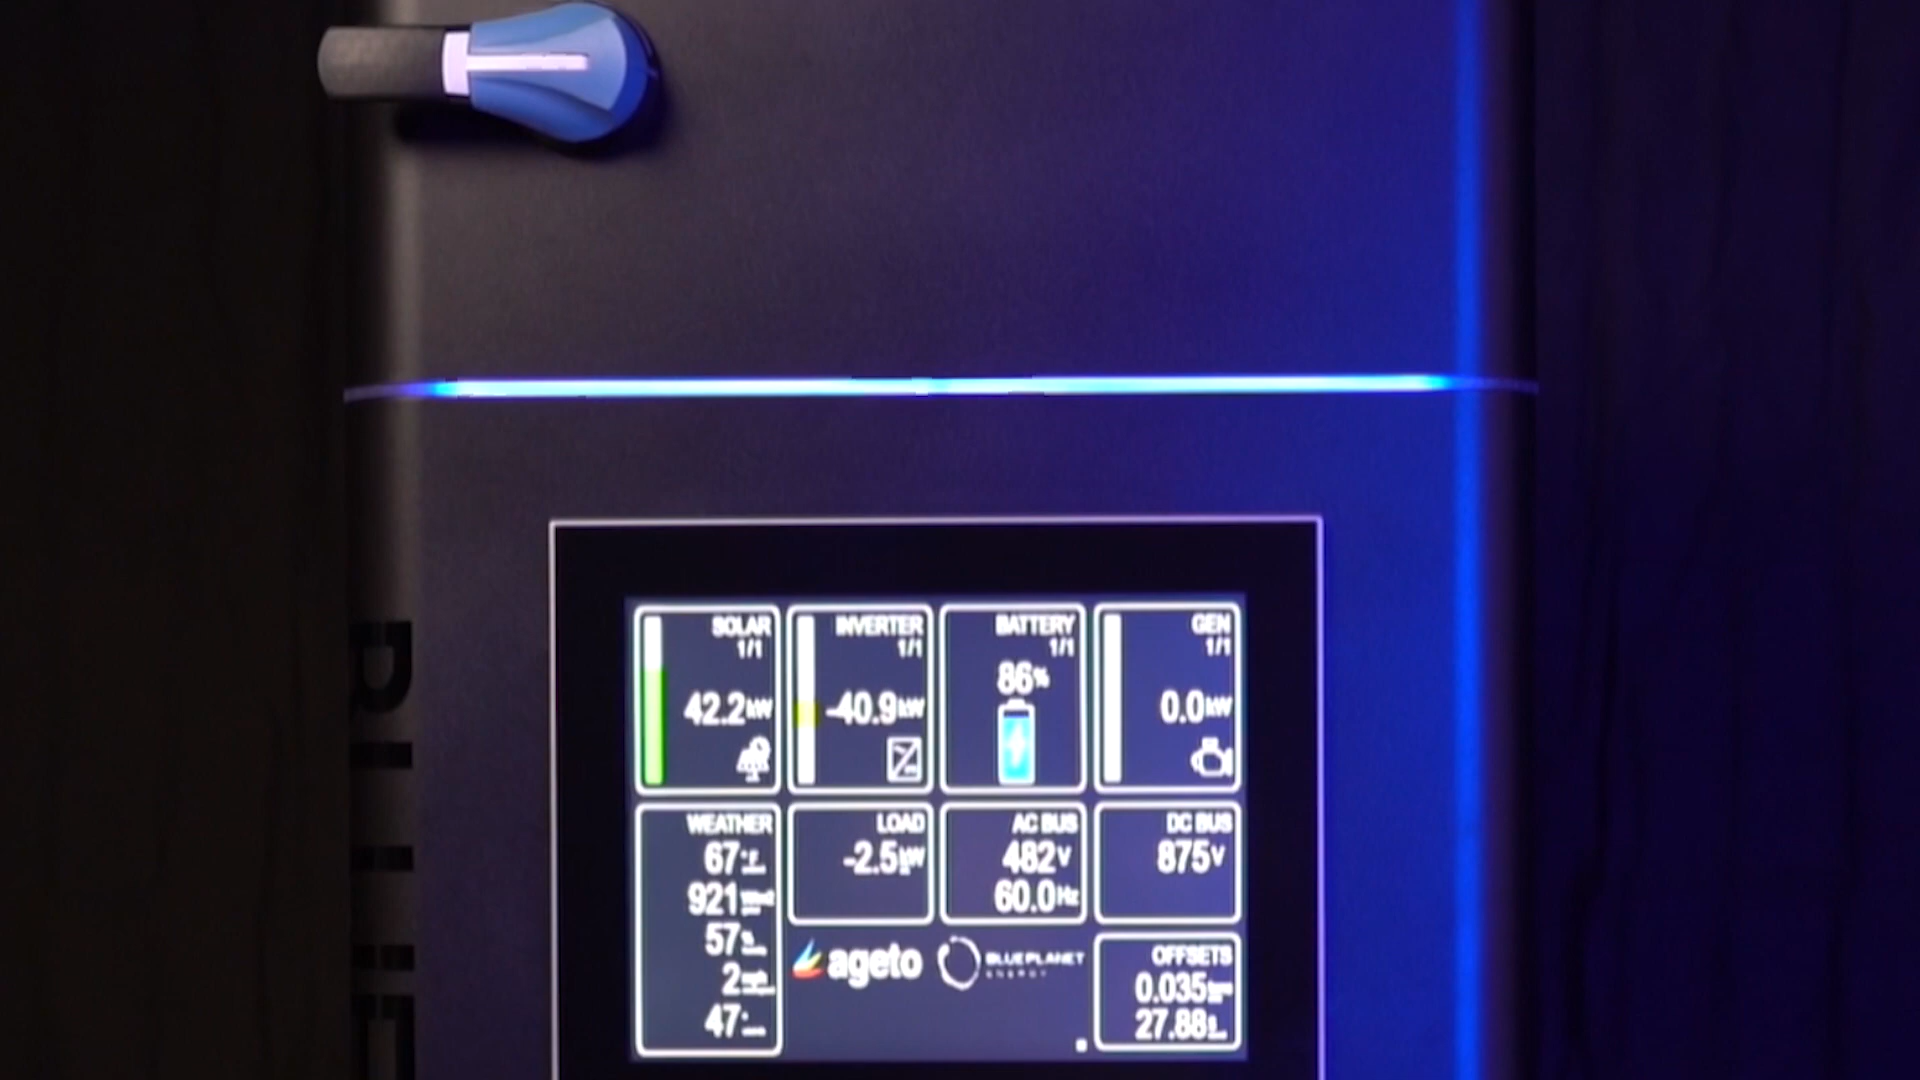 SOLAR
1/1
42.2kW
INVERTER
1/1
-40.9kW
BATTERY
1/1
86%
GEN
1/1
0.0kW
WEATHER
67
921
57
2
47
LOAD
-2.5kW
AC BUS
482V
60.0Hz
DC BUS
875V
ageto
BLUE PLANET
ENERGY
OFFSETS
0.035
27.88